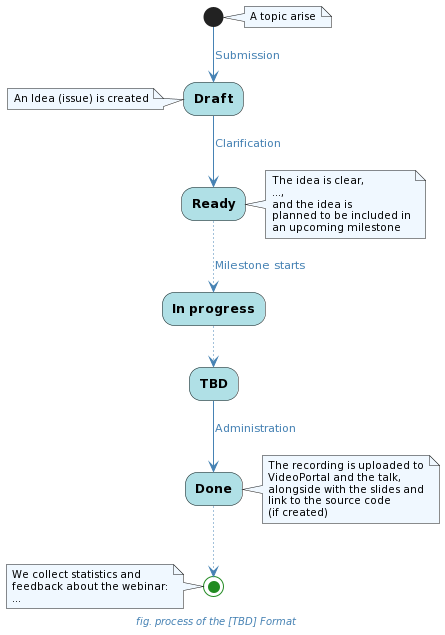 A topic arise
Submission
An Idea (issue) is created
Draft
Clarification
The idea is clear,
...,
and the idea is
planned to be included in
an upcoming milestone
Ready
Milestone starts
In progress
TBD
Administration
The recording is uploaded to
VideoPortal and the talk,
alongside with the slides and
link to the source code
(if created)
Done
We collect statistics and
feedback about the webinar:
...
fig. process of the [TBD] Format